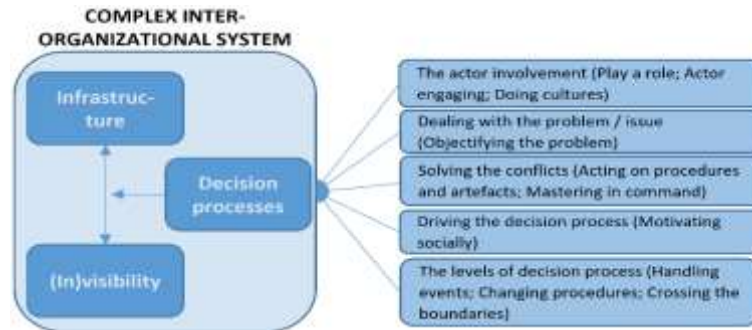 COMPLEX INTER-
ORGANIZATIONAL SYSTEM
Infrastruc-
ture
Decision
processes
(In)visibility
The actor involvement (Play a role; Actor
engaging; Doing cultures)
Dealing with the problem / issue
(Objectifying the problem)
Solving the conflicts (Acting on procedures
and artefacts; Mastering in command)
Driving the decision process (Motivating
socially)
The levels of decision process (Handling
events; Changing procedures; Crossing the
boundaries)